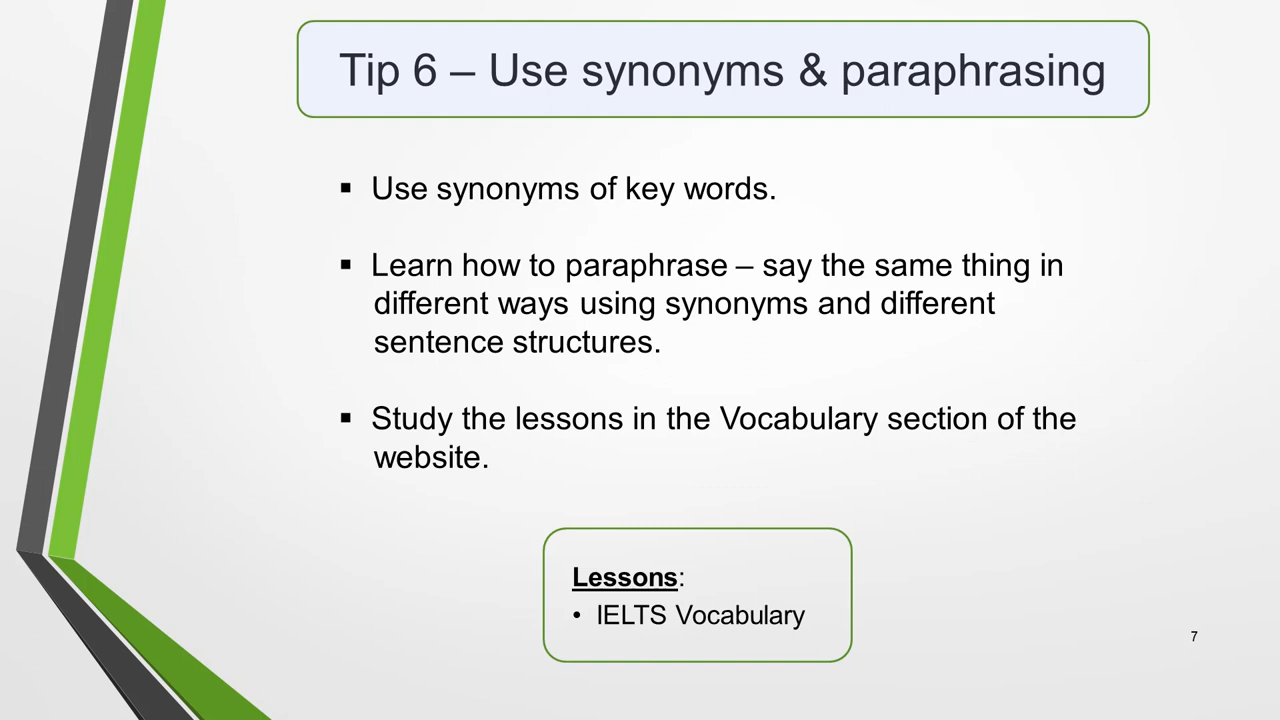 Tip 6 – Use synonyms & paraphrasing
▪ Use synonyms of key words.
▪ Learn how to paraphrase – say the same thing in
different ways using synonyms and different
sentence structures.
▪ Study the lessons in the Vocabulary section of the
website.
Lessons:
• IELTS Vocabulary
7